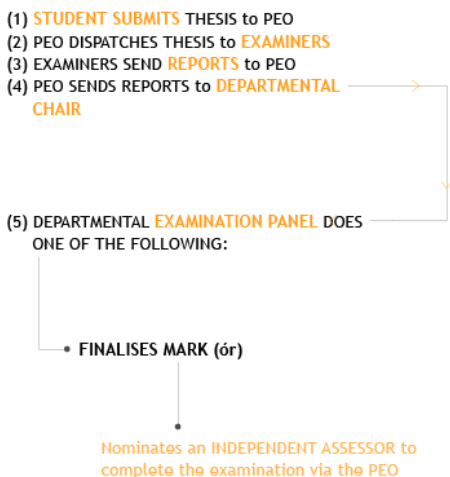 (1) STUDENT SUBMITS THESIS to PEO
(2) PEO DISPATCHES THESIS to EXAMINERS
(3) EXAMINERS SEND REPORTS to PEO
(4) PEO SENDS REPORTS to DEPARTMENTAL
CHAIR
(5) DEPARTMENTAL EXAMINATION PANEL DOES
ONE OF THE FOLLOWING:
FINALISES MARK (ór)
Nominates an INDEPENDENT ASSESSOR to
complete the examination via the PEO